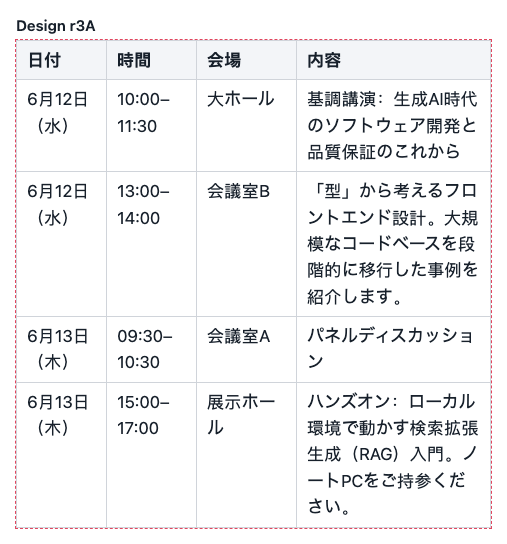 Design r3A
日付 時間 会場 内容
6月12日 10:00– 大ホール 基調講演：生成AI時代
（水） 11:30 のソフトウェア開発と
品質保証のこれから
6月12日 13:00– 会議室B 「型」から考えるフロ
（水） 14:00 ントエンド設計。大規
模なコードベースを段
階的に移行した事例を
紹介します。
6月13日 09:30– 会議室A パネルディスカッショ
（木） 10:30 ン
6月13日 15:00– 展示ホー ハンズオン：ローカル
（木） 17:00 ル 環境で動かす検索拡張
生成（RAG）入門。ノ
ートPCをご持参くだ
さい。